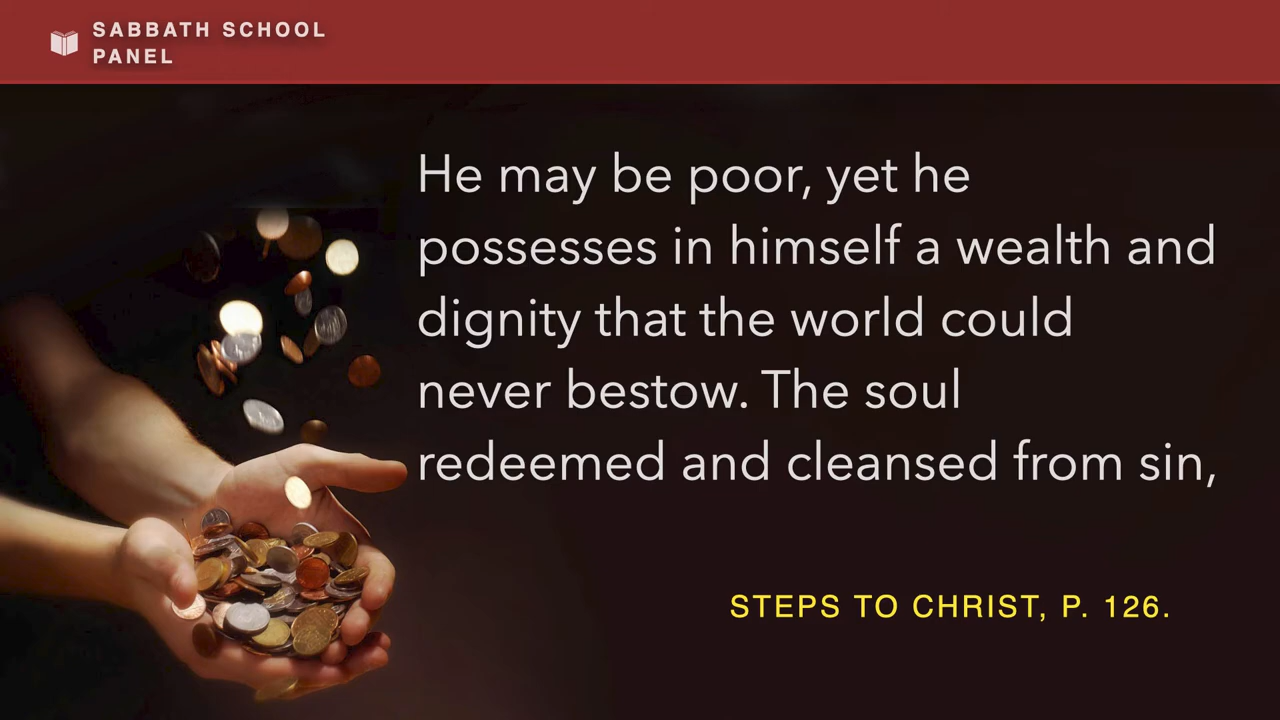 SABBATH SCHOOL
PANEL
He may be poor, yet he
possesses in himself a wealth and
dignity that the world could
never bestow. The soul
redeemed and cleansed from sin,
STEPS TO CHRIST, P. 126.